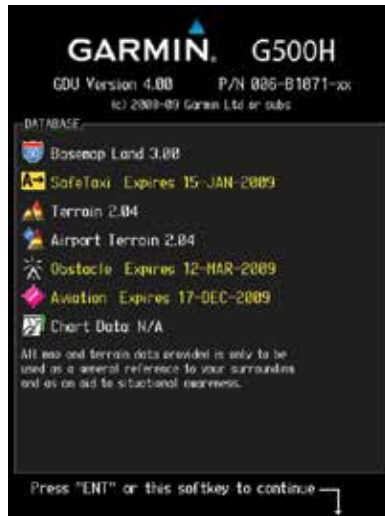 GARMIN. G500H
GDU Version 4.00 P/N 006-B1071-xx
(c) 2008-09 Garmin Ltd or subs
DATABASE
Basemap Land 3.00
A SafeTaxi Expires 15-JAN-2009
Terrain 2.04
Airport Terrain 2.04
Obstacle Expires 12-MAR-2009
Aviation Expires 17-DEC-2009
Chart Data N/A
All map and terrain data provided is only to be
used as a general reference to your surrounding
and as an aid to situational awareness.
Press "ENT" or this softkey to continue